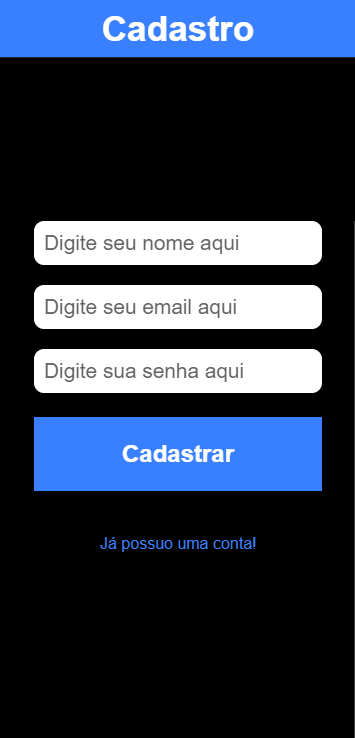 Cadastro
Digite seu nome aqui
Digite seu email aqui
Digite sua senha aqui
Cadastrar
Já possuo uma conta!